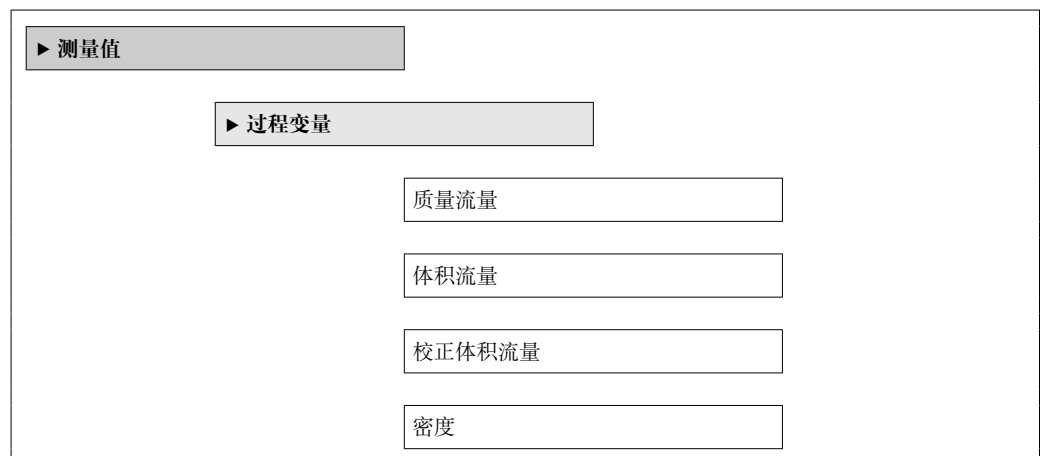 ▶ 测量值
▶ 过程变量
质量流量
体积流量
校正体积流量
密度